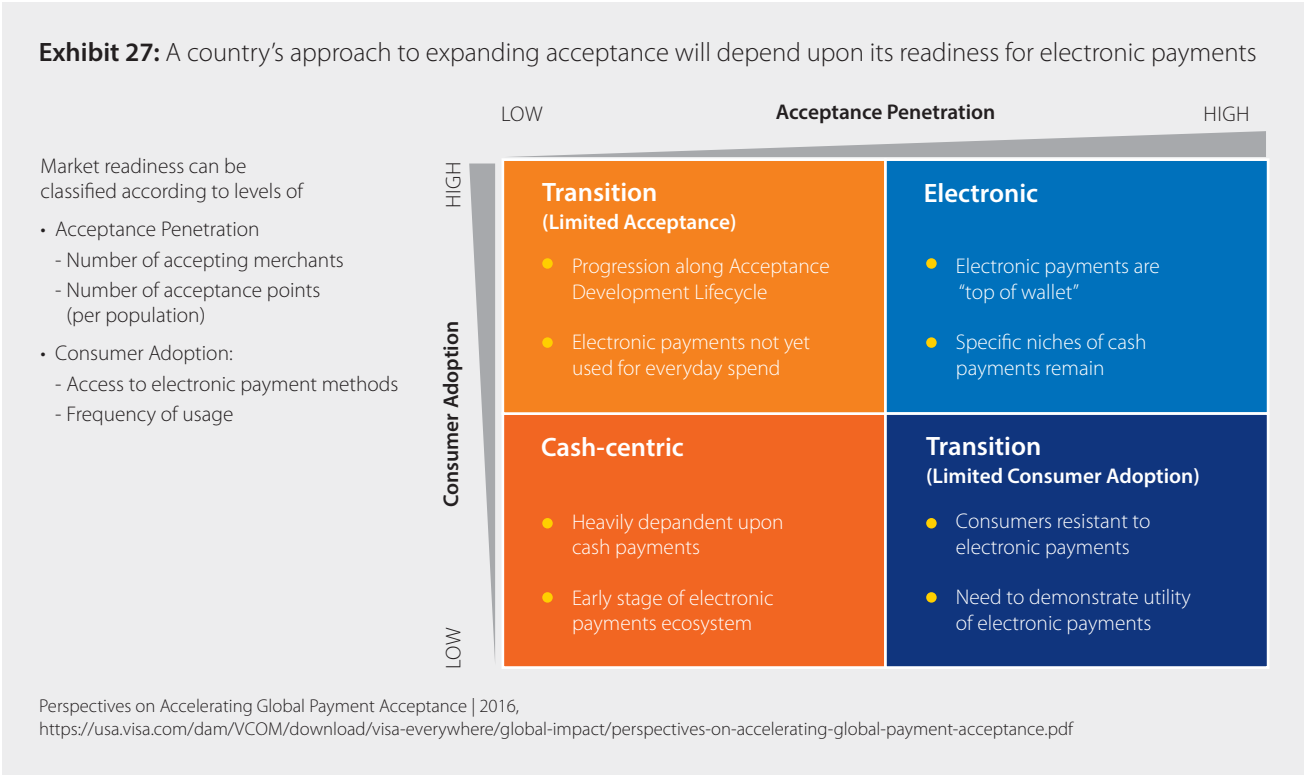 Exhibit 27: A country’s approach to expanding acceptance will depend upon its readiness for electronic payments
Market readiness can be
classified according to levels of
• Acceptance Penetration
- Number of accepting merchants
- Number of acceptance points
(per population)
• Consumer Adoption:
- Access to electronic payment methods
- Frequency of usage
LOW
Acceptance Penetration
HIGH
HIGH
Consumer Adoption
LOW
Transition
(Limited Acceptance)
• Progression along Acceptance
Development Lifecycle
• Electronic payments not yet
used for everyday spend
Electronic
• Electronic payments are
“top of wallet”
• Specific niches of cash
payments remain
Cash-centric
• Heavily dependant upon
cash payments
• Early stage of electronic
payments ecosystem
Transition
(Limited Consumer Adoption)
• Consumers resistant to
electronic payments
• Need to demonstrate utility
of electronic payments
Perspectives on Accelerating Global Payment Acceptance | 2016,
https://usa.visa.com/dam/VCOM/download/visa-everywhere/global-impact/perspectives-on-accelerating-global-payment-acceptance.pdf